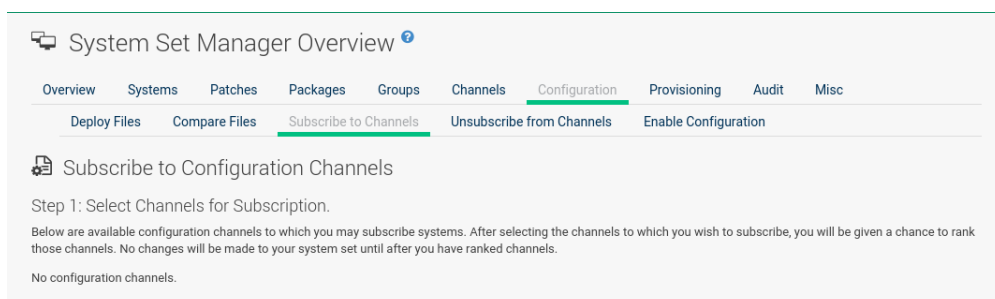 System Set Manager Overview ?
Overview Systems Patches Packages Groups Channels Configuration Provisioning Audit Misc
Deploy Files Compare Files Subscribe to Channels Unsubscribe from Channels Enable Configuration
Subscribe to Configuration Channels
Step 1: Select Channels for Subscription.
Below are available configuration channels to which you may subscribe systems. After selecting the channels to which you wish to subscribe, you will be given a chance to rank
those channels. No changes will be made to your system set until after you have ranked channels.
No configuration channels.